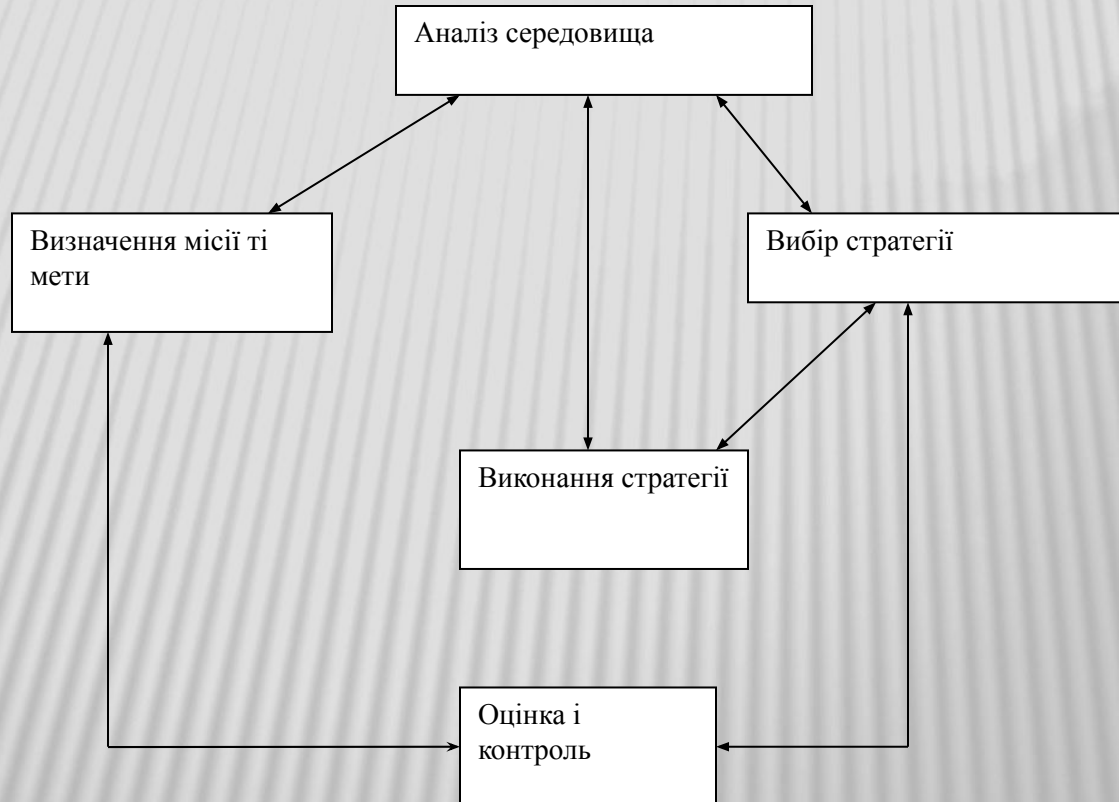 Аналіз середовища
Визначення місії ті
мети
Вибір стратегії
Виконання стратегії
Оцінка і
контроль